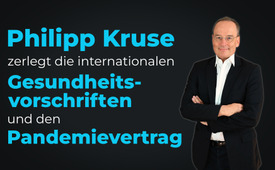 Philipp Kruse
zerlegt die internationalen
Gesundheits-
vorschriften
und den
Pandemievertrag